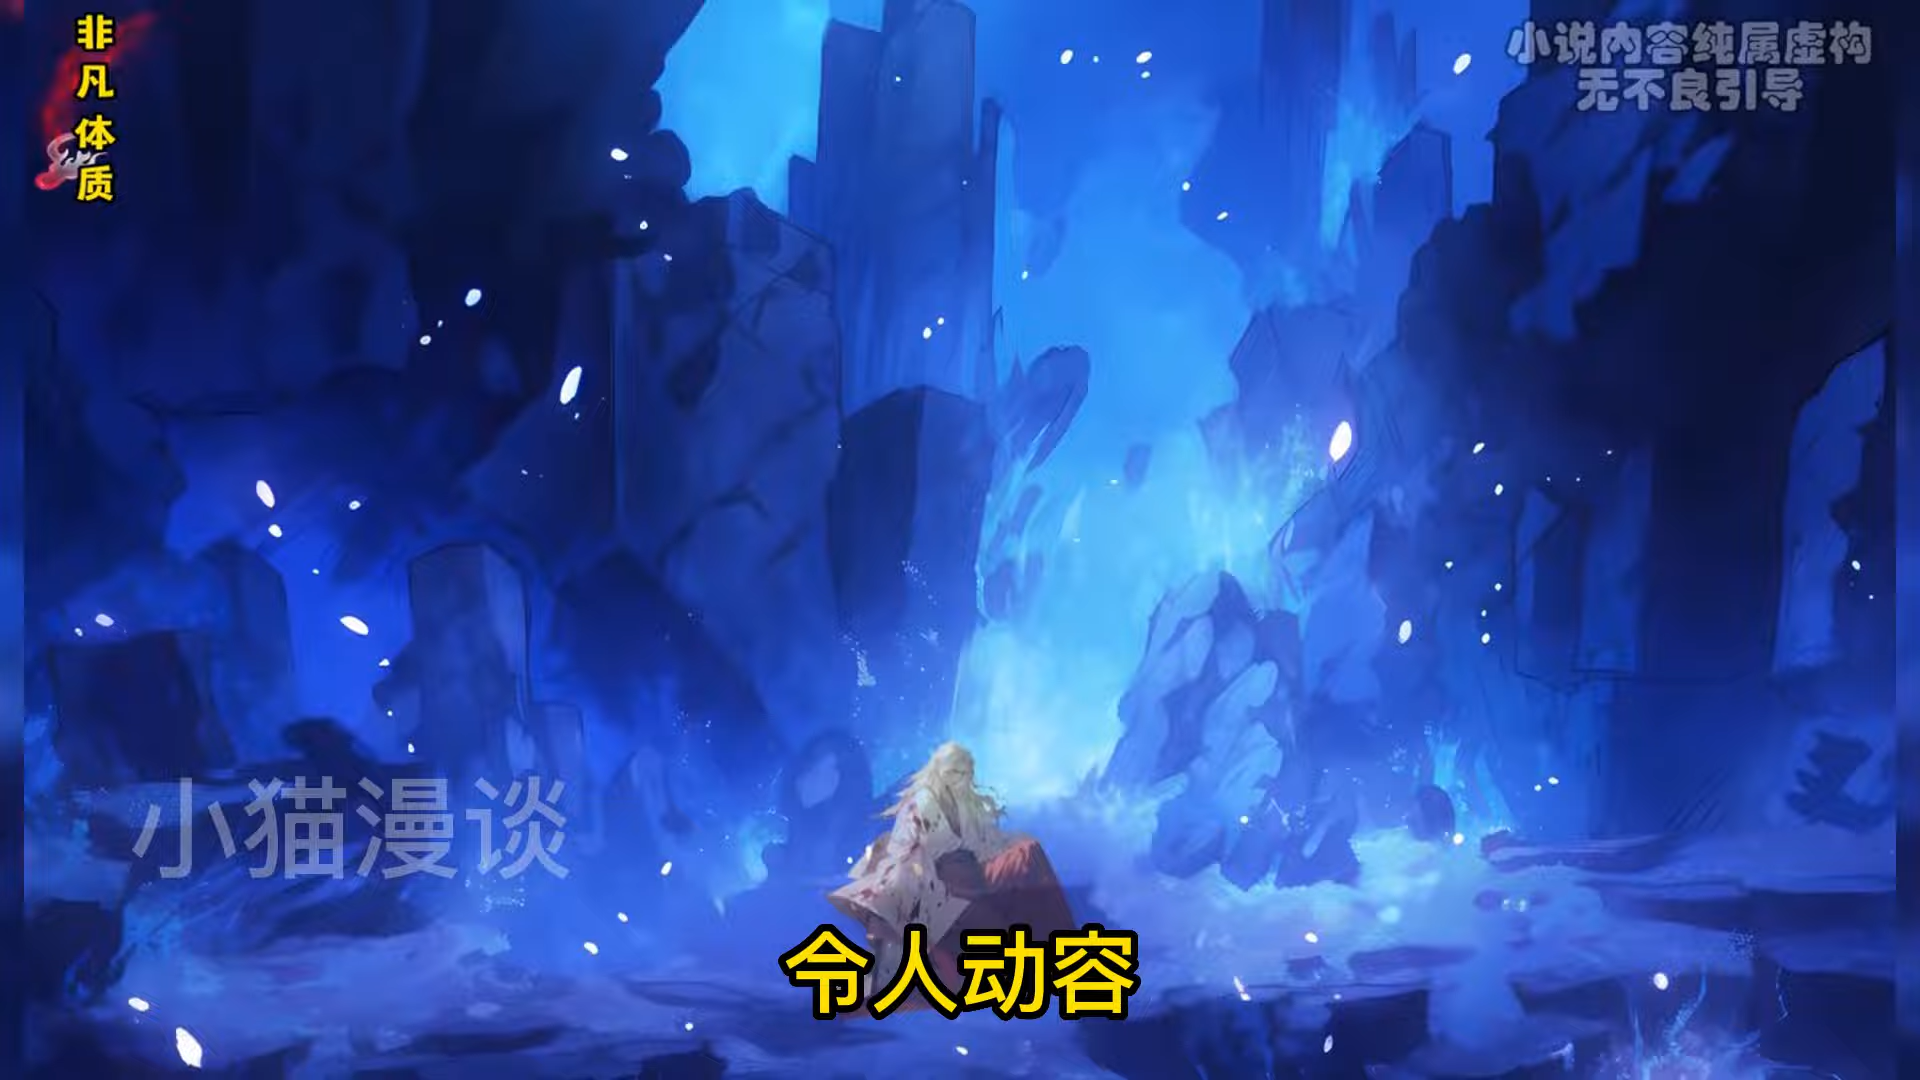 非凡体质
小说内容纯属虚构
无不良引导
小猫漫谈
令人动容